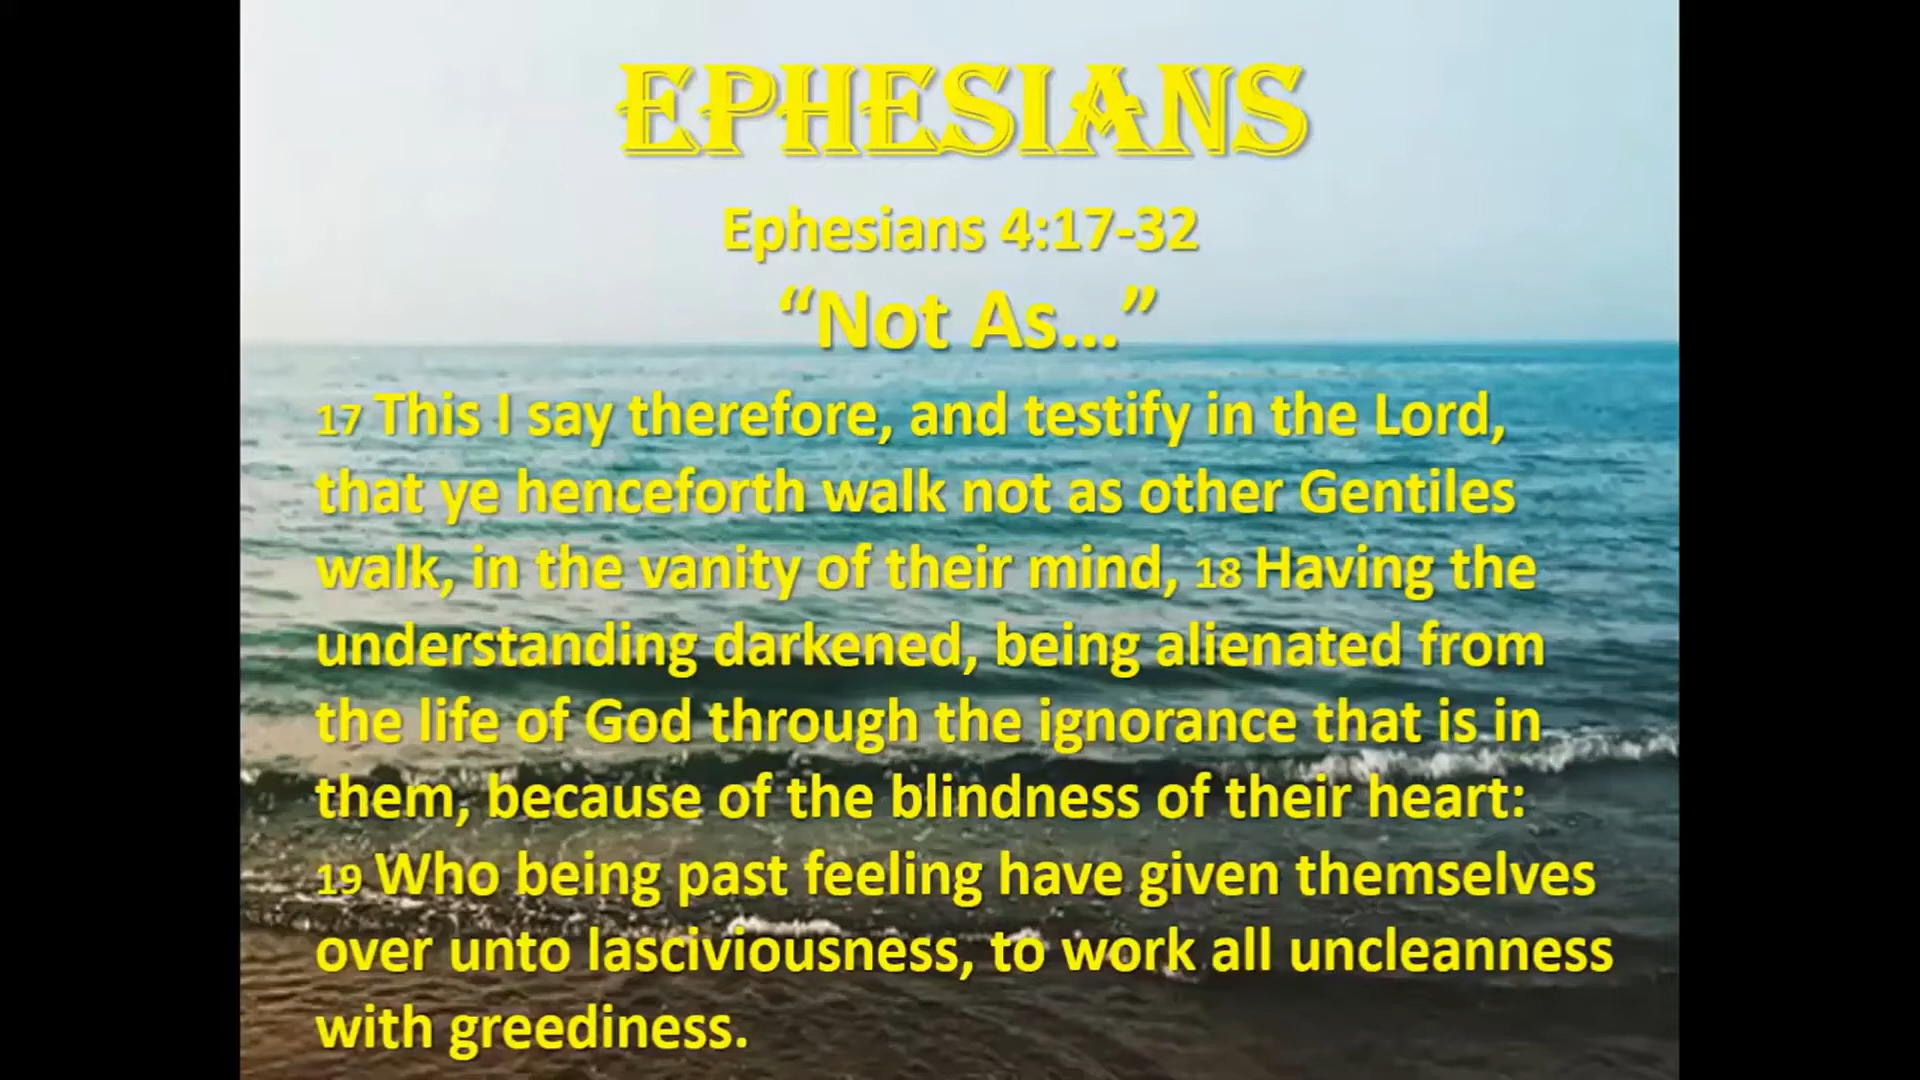 EPHESIANS
Ephesians 4:17-32
“Not As...”
17 This I say therefore, and testify in the Lord,
that ye henceforth walk not as other Gentiles
walk, in the vanity of their mind, 18 Having the
understanding darkened, being alienated from
the life of God through the ignorance that is in
them, because of the blindness of their heart:
19 Who being past feeling have given themselves
over unto lasciviousness, to work all uncleanness
with greediness.